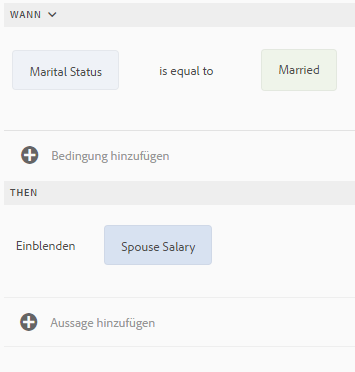 WANN
Marital Status is equal to Married
Bedingung hinzufügen
THEN
Einblenden Spouse Salary
Aussage hinzufügen